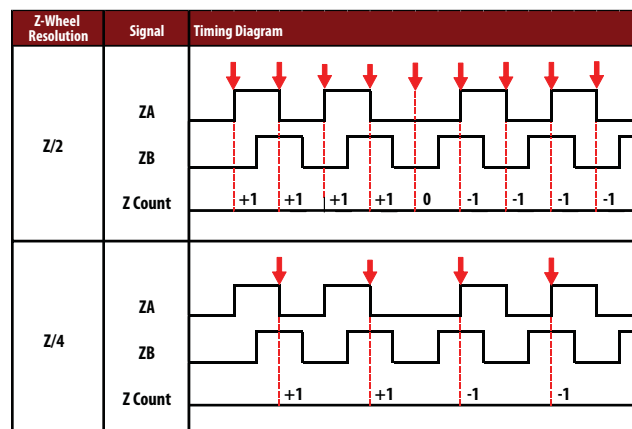 Z-Wheel Resolution
Signal
Timing Diagram
Z/2
ZA
ZB
Z Count
+1 +1 +1 +1 0 -1 -1 -1 -1
Z/4
ZA
ZB
Z Count
+1 +1 -1 -1